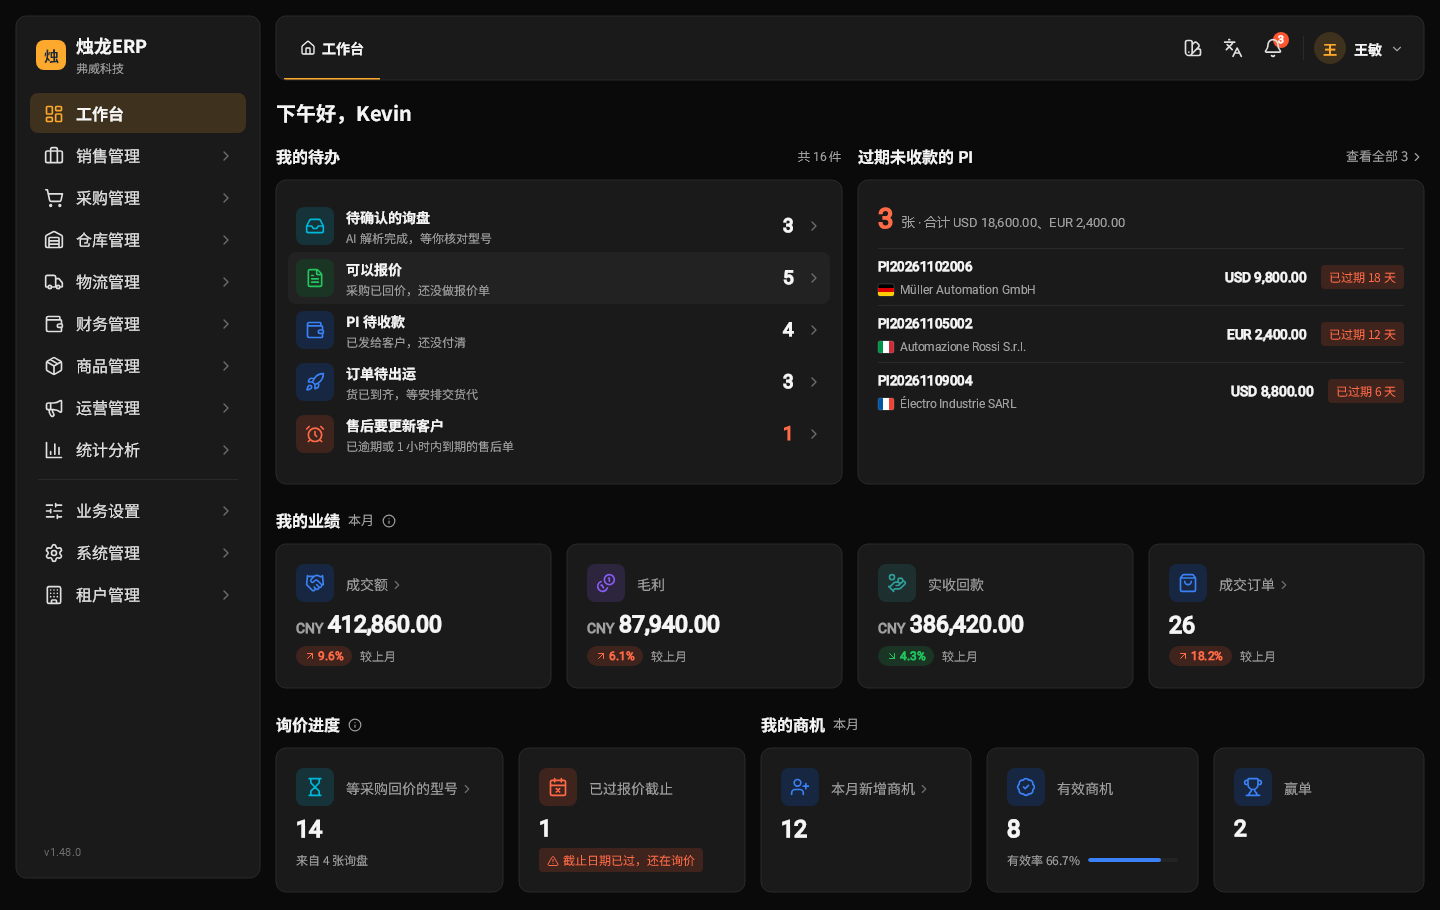 烛
烛龙ERP
弗威科技
工作台
销售管理
采购管理
仓库管理
物流管理
财务管理
商品管理
运营管理
统计分析
业务设置
系统管理
租户管理
v1.48.0
工作台
3
王
王敏
下午好，Kevin
我的待办
共 16 件
待确认的询盘
AI 解析完成，等你核对型号
3
可以报价
采购已回价，还没做报价单
5
PI 待收款
已发给客户，还没付清
4
订单待出运
货已到齐，等安排交货代
3
售后要更新客户
已逾期或 1 小时内到期的售后单
1
过期未收款的 PI
查看全部 3
3 张 · 合计 USD 18,600.00、EUR 2,400.00
PI20261102006
Müller Automation GmbH
USD 9,800.00
已过期 18 天
PI20261105002
Automazione Rossi S.r.l.
EUR 2,400.00
已过期 12 天
PI20261109004
Électro Industrie SARL
USD 8,800.00
已过期 6 天
我的业绩 本月
成交额
CNY 412,860.00
9.6% 较上月
毛利
CNY 87,940.00
6.1% 较上月
实收回款
CNY 386,420.00
4.3% 较上月
成交订单
26
18.2% 较上月
询价进度
等采购回价的型号
14
来自 4 张询盘
已过报价截止
1
截止日期已过，还在询价
我的商机 本月
本月新增商机
12
有效商机
8
有效率 66.7%
赢单
2